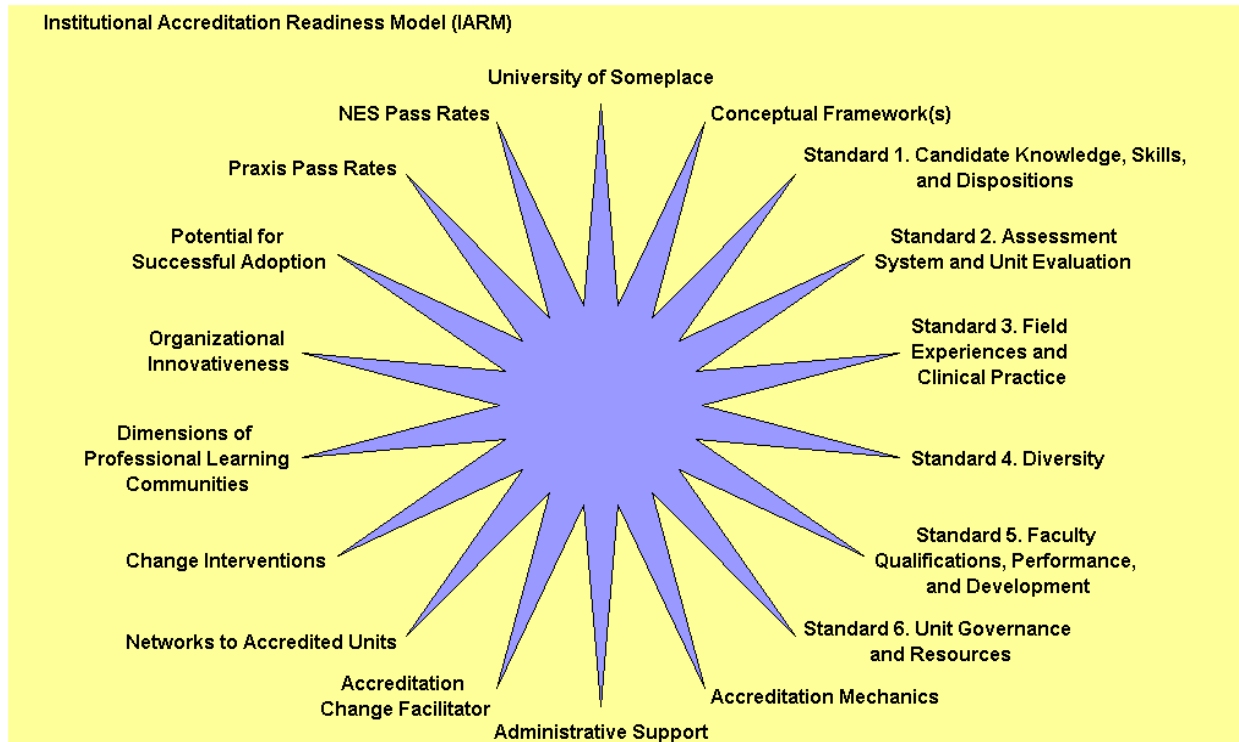 Institutional Accreditation Readiness Model (IARM)
University of Someplace
Conceptual Framework(s)
Standard 1. Candidate Knowledge, Skills,
and Dispositions
Standard 2. Assessment
System and Unit Evaluation
Standard 3. Field
Experiences and
Clinical Practice
Standard 4. Diversity
Standard 5. Faculty
Qualifications, Performance,
and Development
Standard 6. Unit Governance
and Resources
Accreditation Mechanics
Administrative Support
Accreditation
Change Facilitator
Networks to Accredited Units
Change Interventions
Dimensions of
Professional Learning
Communities
Organizational
Innovativeness
Potential for
Successful Adoption
Praxis Pass Rates
NES Pass Rates